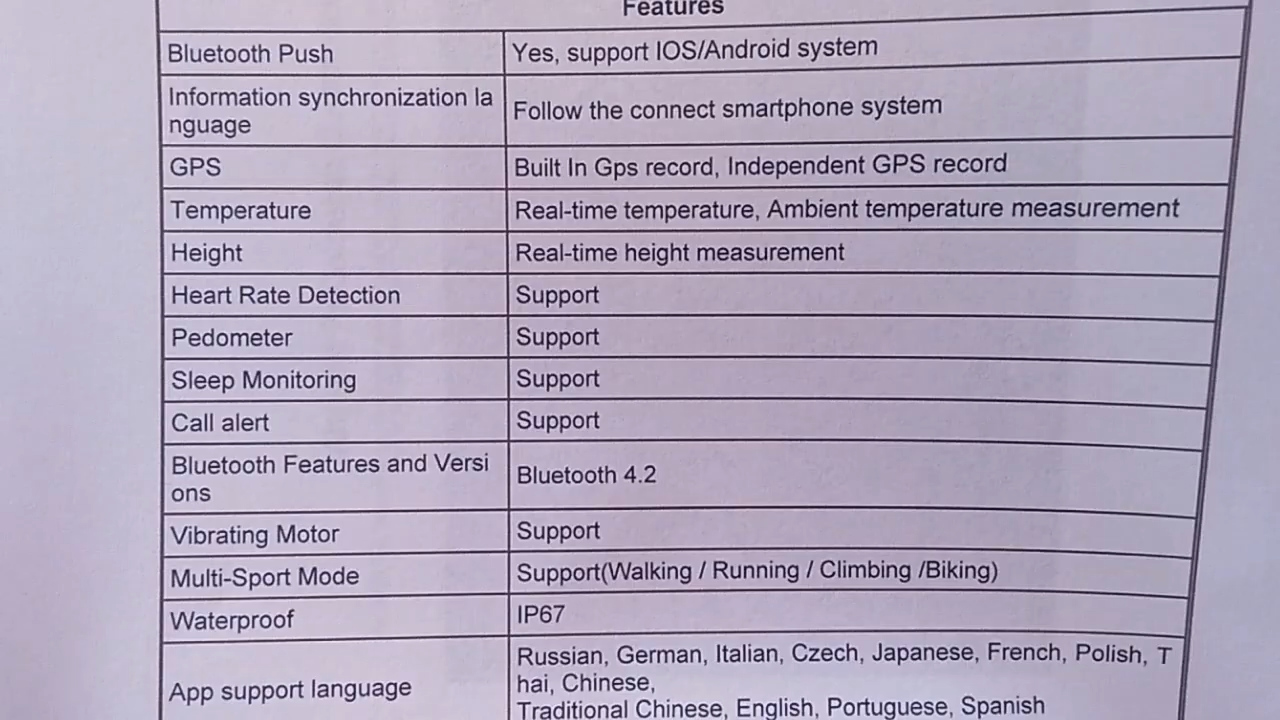 Features
Bluetooth Push Yes, support IOS/Android system
Information synchronization la
nguage Follow the connect smartphone system
GPS Built In Gps record, Independent GPS record
Temperature Real-time temperature, Ambient temperature measurement
Height Real-time height measurement
Heart Rate Detection Support
Pedometer Support
Sleep Monitoring Support
Call alert Support
Bluetooth Features and Versi
ons Bluetooth 4.2
Vibrating Motor Support
Multi-Sport Mode Support(Walking / Running / Climbing /Biking)
Waterproof IP67
App support language Russian, German, Italian, Czech, Japanese, French, Polish, T
hai, Chinese,
Traditional Chinese, English, Portuguese, Spanish